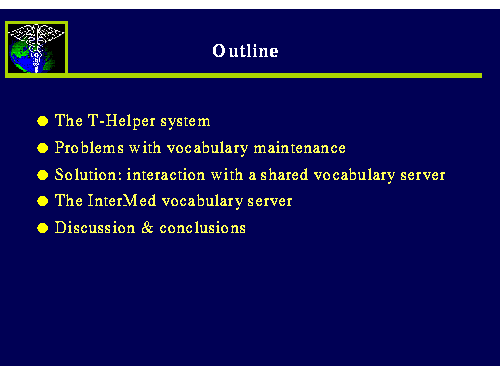 Outline
The T-Helper system
Problems with vocabulary maintenance
Solution: interaction with a shared vocabulary server
The InterMed vocabulary server
Discussion & conclusions